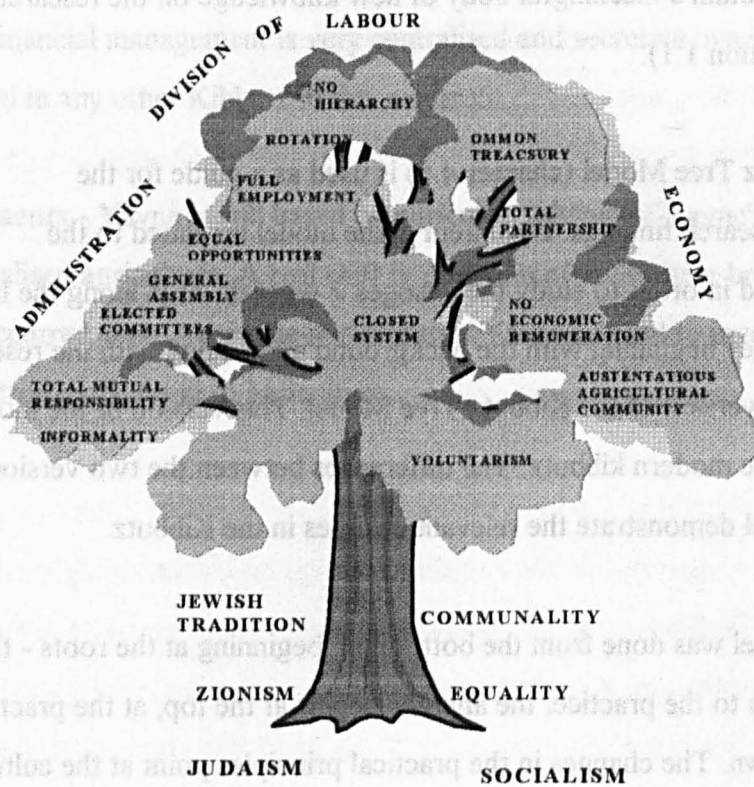 DIVISION OF LABOUR
NO
HIERARCHY
ROTATION
FULL
EMPLOYMENT
OMMON
TREACSURY
ADMILISTRATION
ECONOMY
EQUAL
OPPORTUNITIES
TOTAL
PARTNERSHIP
GENERAL
ASSEMBLY
ELECTED
COMMITTEES
CLOSED
SYSTEM
NO
ECONOMIC
REMUNERATION
TOTAL MUTUAL
RESPONSIBILITY
INFORMALITY
AUSTENTATIOUS
AGRICULTURAL
COMMUNITY
VOLUNTARISM
JEWISH
TRADITION
COMMUNALITY
ZIONISM
EQUALITY
JUDAISM
SOCIALISM